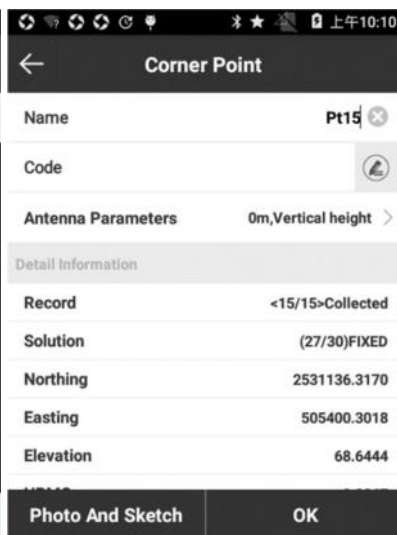 上午10:10
Corner Point
Name Pt15
Code
Antenna Parameters 0m,Vertical height
Detail Information
Record <15/15>Collected
Solution (27/30)FIXED
Northing 2531136.3170
Easting 505400.3018
Elevation 68.6444
Photo And Sketch OK